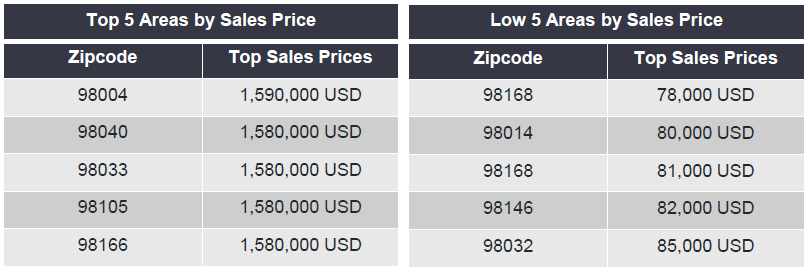 Top 5 Areas by Sales Price
Zipcode Top Sales Prices
98004 1,590,000 USD
98040 1,580,000 USD
98033 1,580,000 USD
98105 1,580,000 USD
98166 1,580,000 USD
Low 5 Areas by Sales Price
Zipcode Top Sales Prices
98168 78,000 USD
98014 80,000 USD
98168 81,000 USD
98146 82,000 USD
98032 85,000 USD